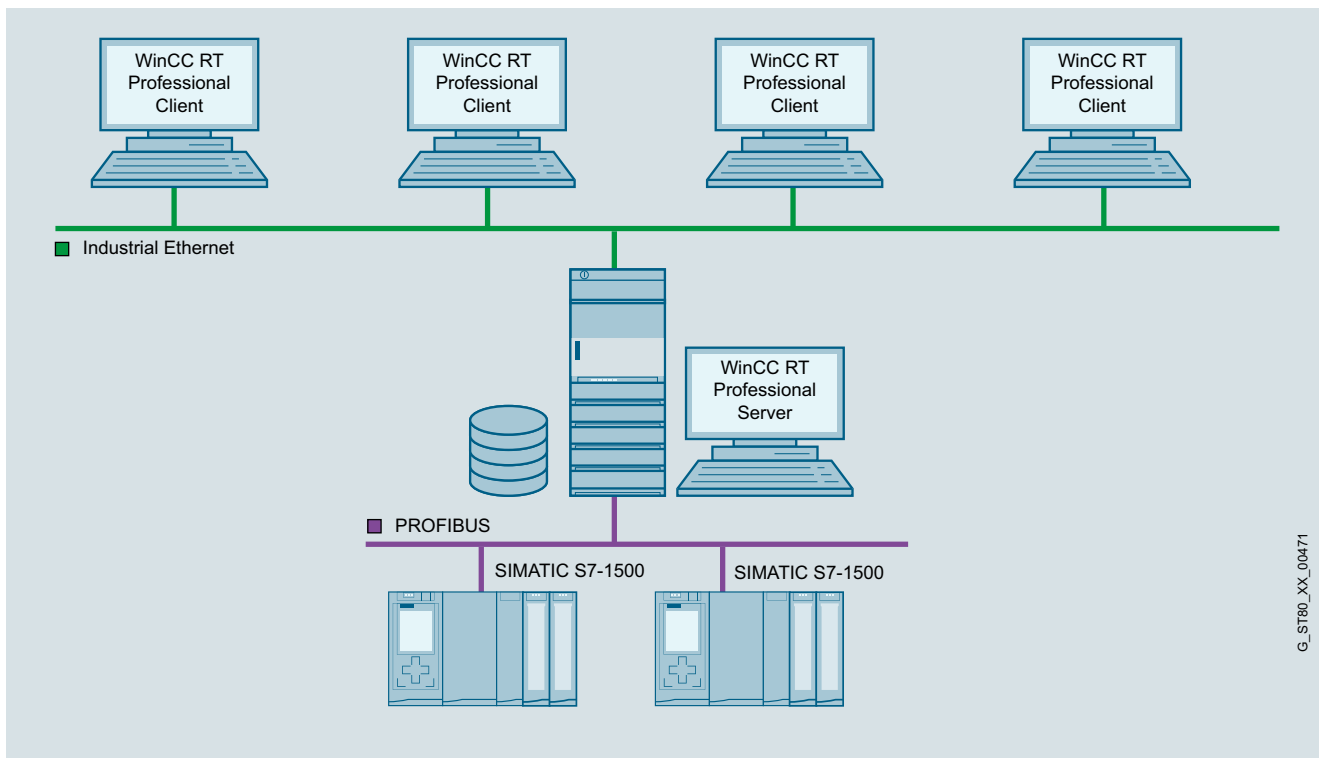 WinCC RT
Professional
Client
WinCC RT
Professional
Client
WinCC RT
Professional
Client
WinCC RT
Professional
Client
Industrial Ethernet
WinCC RT
Professional
Server
PROFIBUS
SIMATIC S7-1500
SIMATIC S7-1500
G_ST80_XX_00471